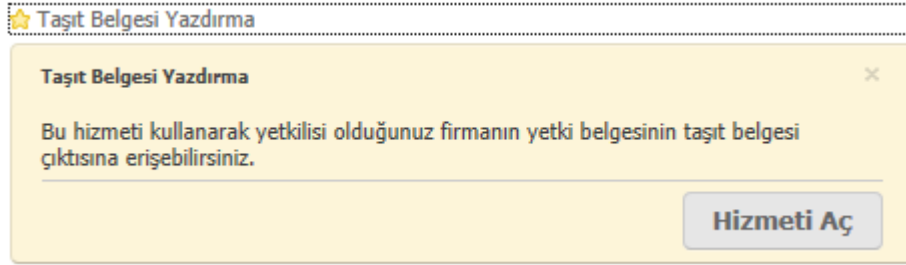 Taşıt Belgesi Yazdırma
Taşıt Belgesi Yazdırma
×
Bu hizmeti kullanarak yetkilisi olduğunuz firmanın yetki belgesinin taşıt belgesi
çıktısına erişebilirsiniz.
Hizmeti Aç